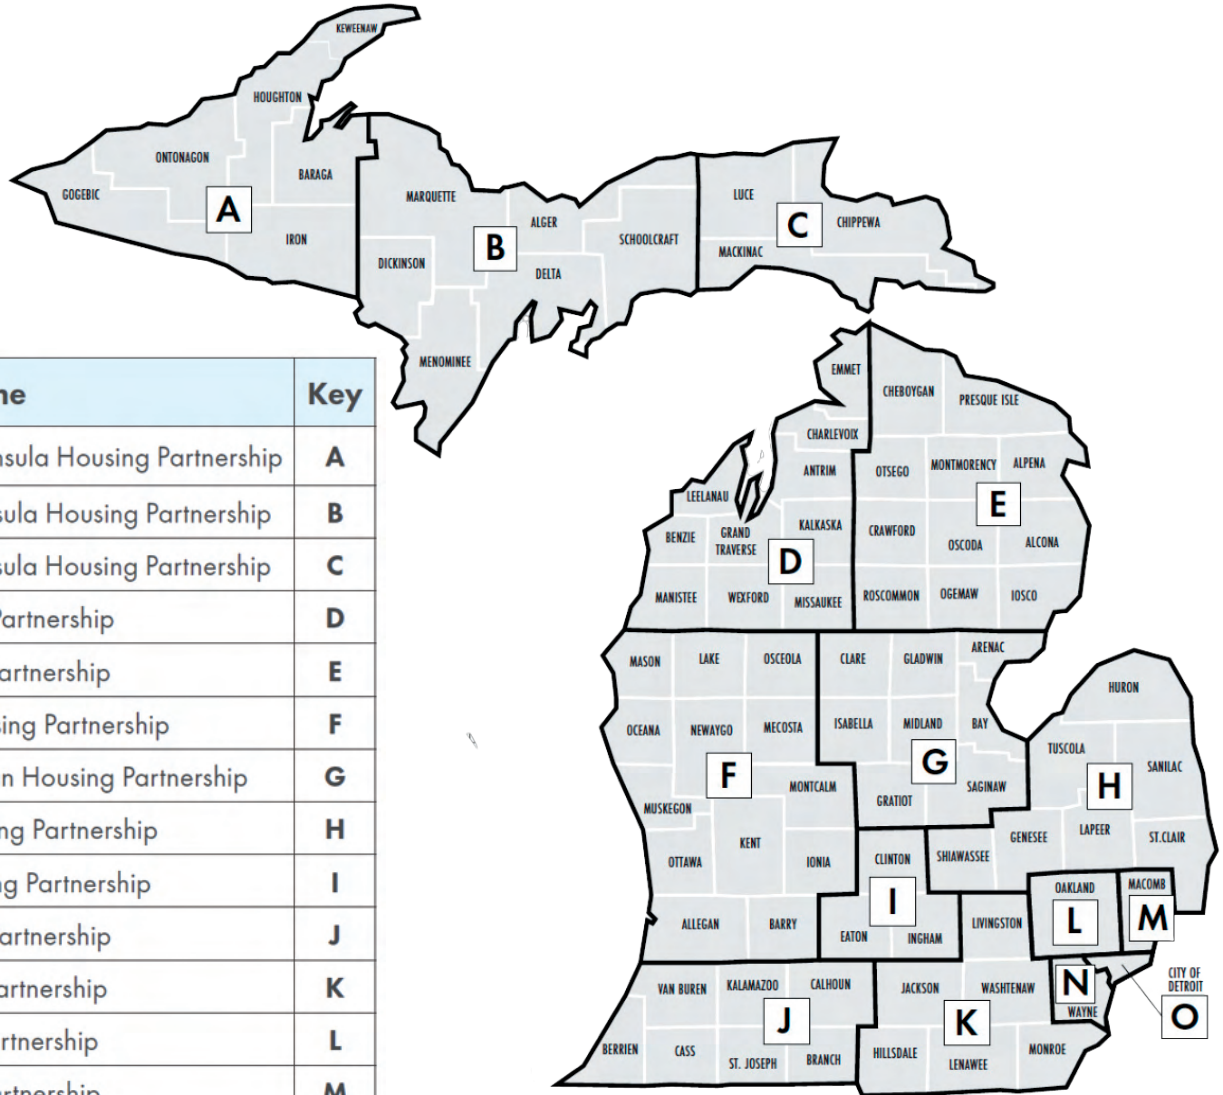 KEWEENAW
HOUGHTON
ONTONAGON
BARAGA
GOGEBIC
A
IRON
MARQUETTE
ALGER
B
SCHOOLCRAFT
DICKINSON
DELTA
MENOMINEE
LUCE
C
CHIPPEWA
MACKINAC
EMMET
CHEBOYGAN
PRESQUE ISLE
CHARLEVOIX
ANTRIM
OTSEGO
MONTMORENCY
ALPENA
LEELANAU
E
KALKASKA
BENZIE
GRAND
TRAVERSE
CRAWFORD
OSCODA
ALCONA
D
MANISTEE
WEXFORD
MISSAUKEE
ROSCOMMON
OGEMAW
IOSCO
MASON
LAKE
OSCEOLA
CLARE
GLADWIN
ARENAC
OCEANA
NEWAYGO
MECOSTA
ISABELLA
MIDLAND
BAY
HURON
TUSCOLA
SANILAC
F
G
H
MONTCALM
MUSKEGON
GRATIOT
SAGINAW
KENT
OTTAWA
IONIA
CLINTON
SHIAWASSEE
GENESEE
LAPEER
ST.CLAIR
I
OAKLAND
L
MACOMB
M
ALLEGAN
BARRY
EATON
INGHAM
LIVINGSTON
VAN BUREN
KALAMAZOO
CALHOUN
JACKSON
WASHTENAW
N
WAYNE
CITY OF
DETROIT
O
J
K
BERRIEN
CASS
ST. JOSEPH
BRANCH
HILLSDALE
LENAWEE
MONROE
ne Key
nsula Housing Partnership A
sula Housing Partnership B
sula Housing Partnership C
Partnership D
artnership E
sing Partnership F
n Housing Partnership G
ng Partnership H
ng Partnership I
artnership J
artnership K
rtnership L
artnership M